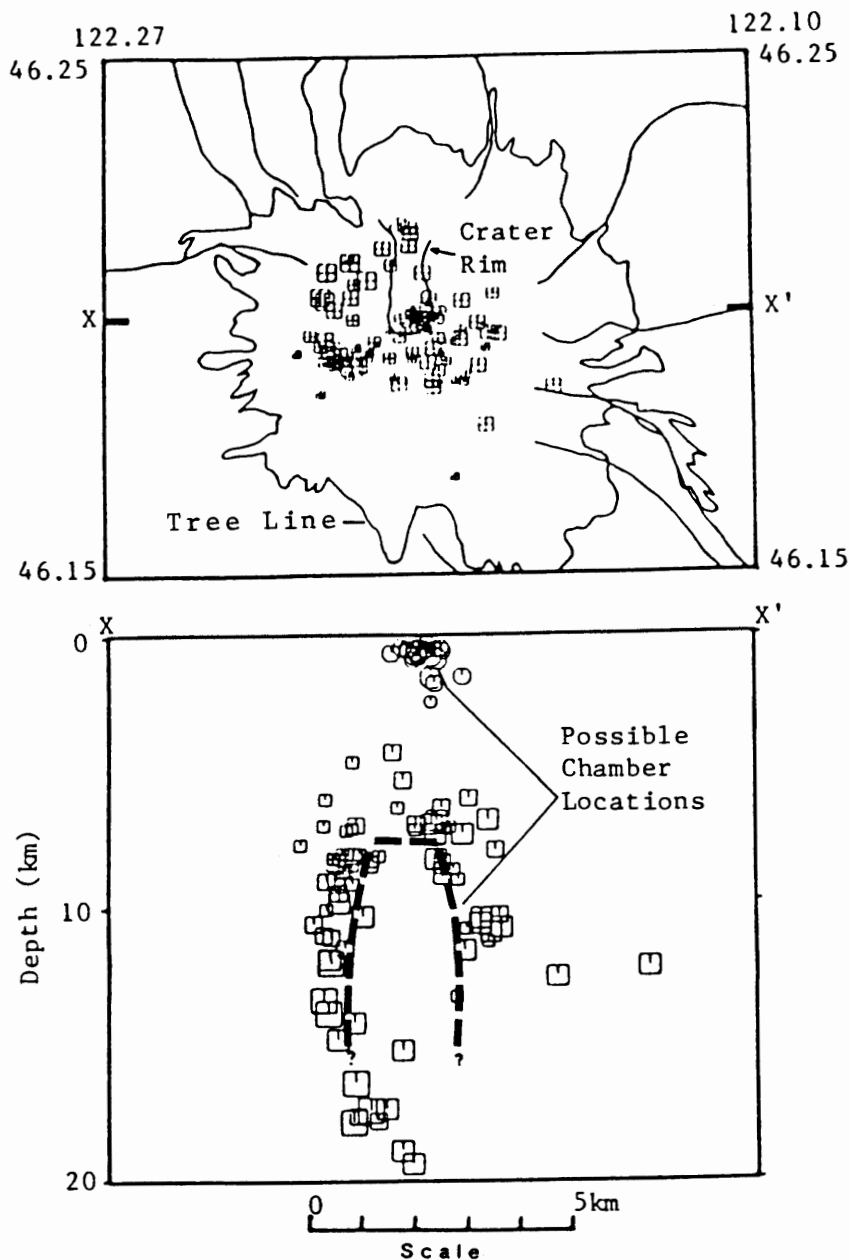 122.27
122.10
46.25
46.25
Crater
Rim
X
X'
Tree Line
46.15
46.15
X
X'
0
Possible
Chamber
Locations
Depth (km)
10
?
?
20
0
5km
Scale